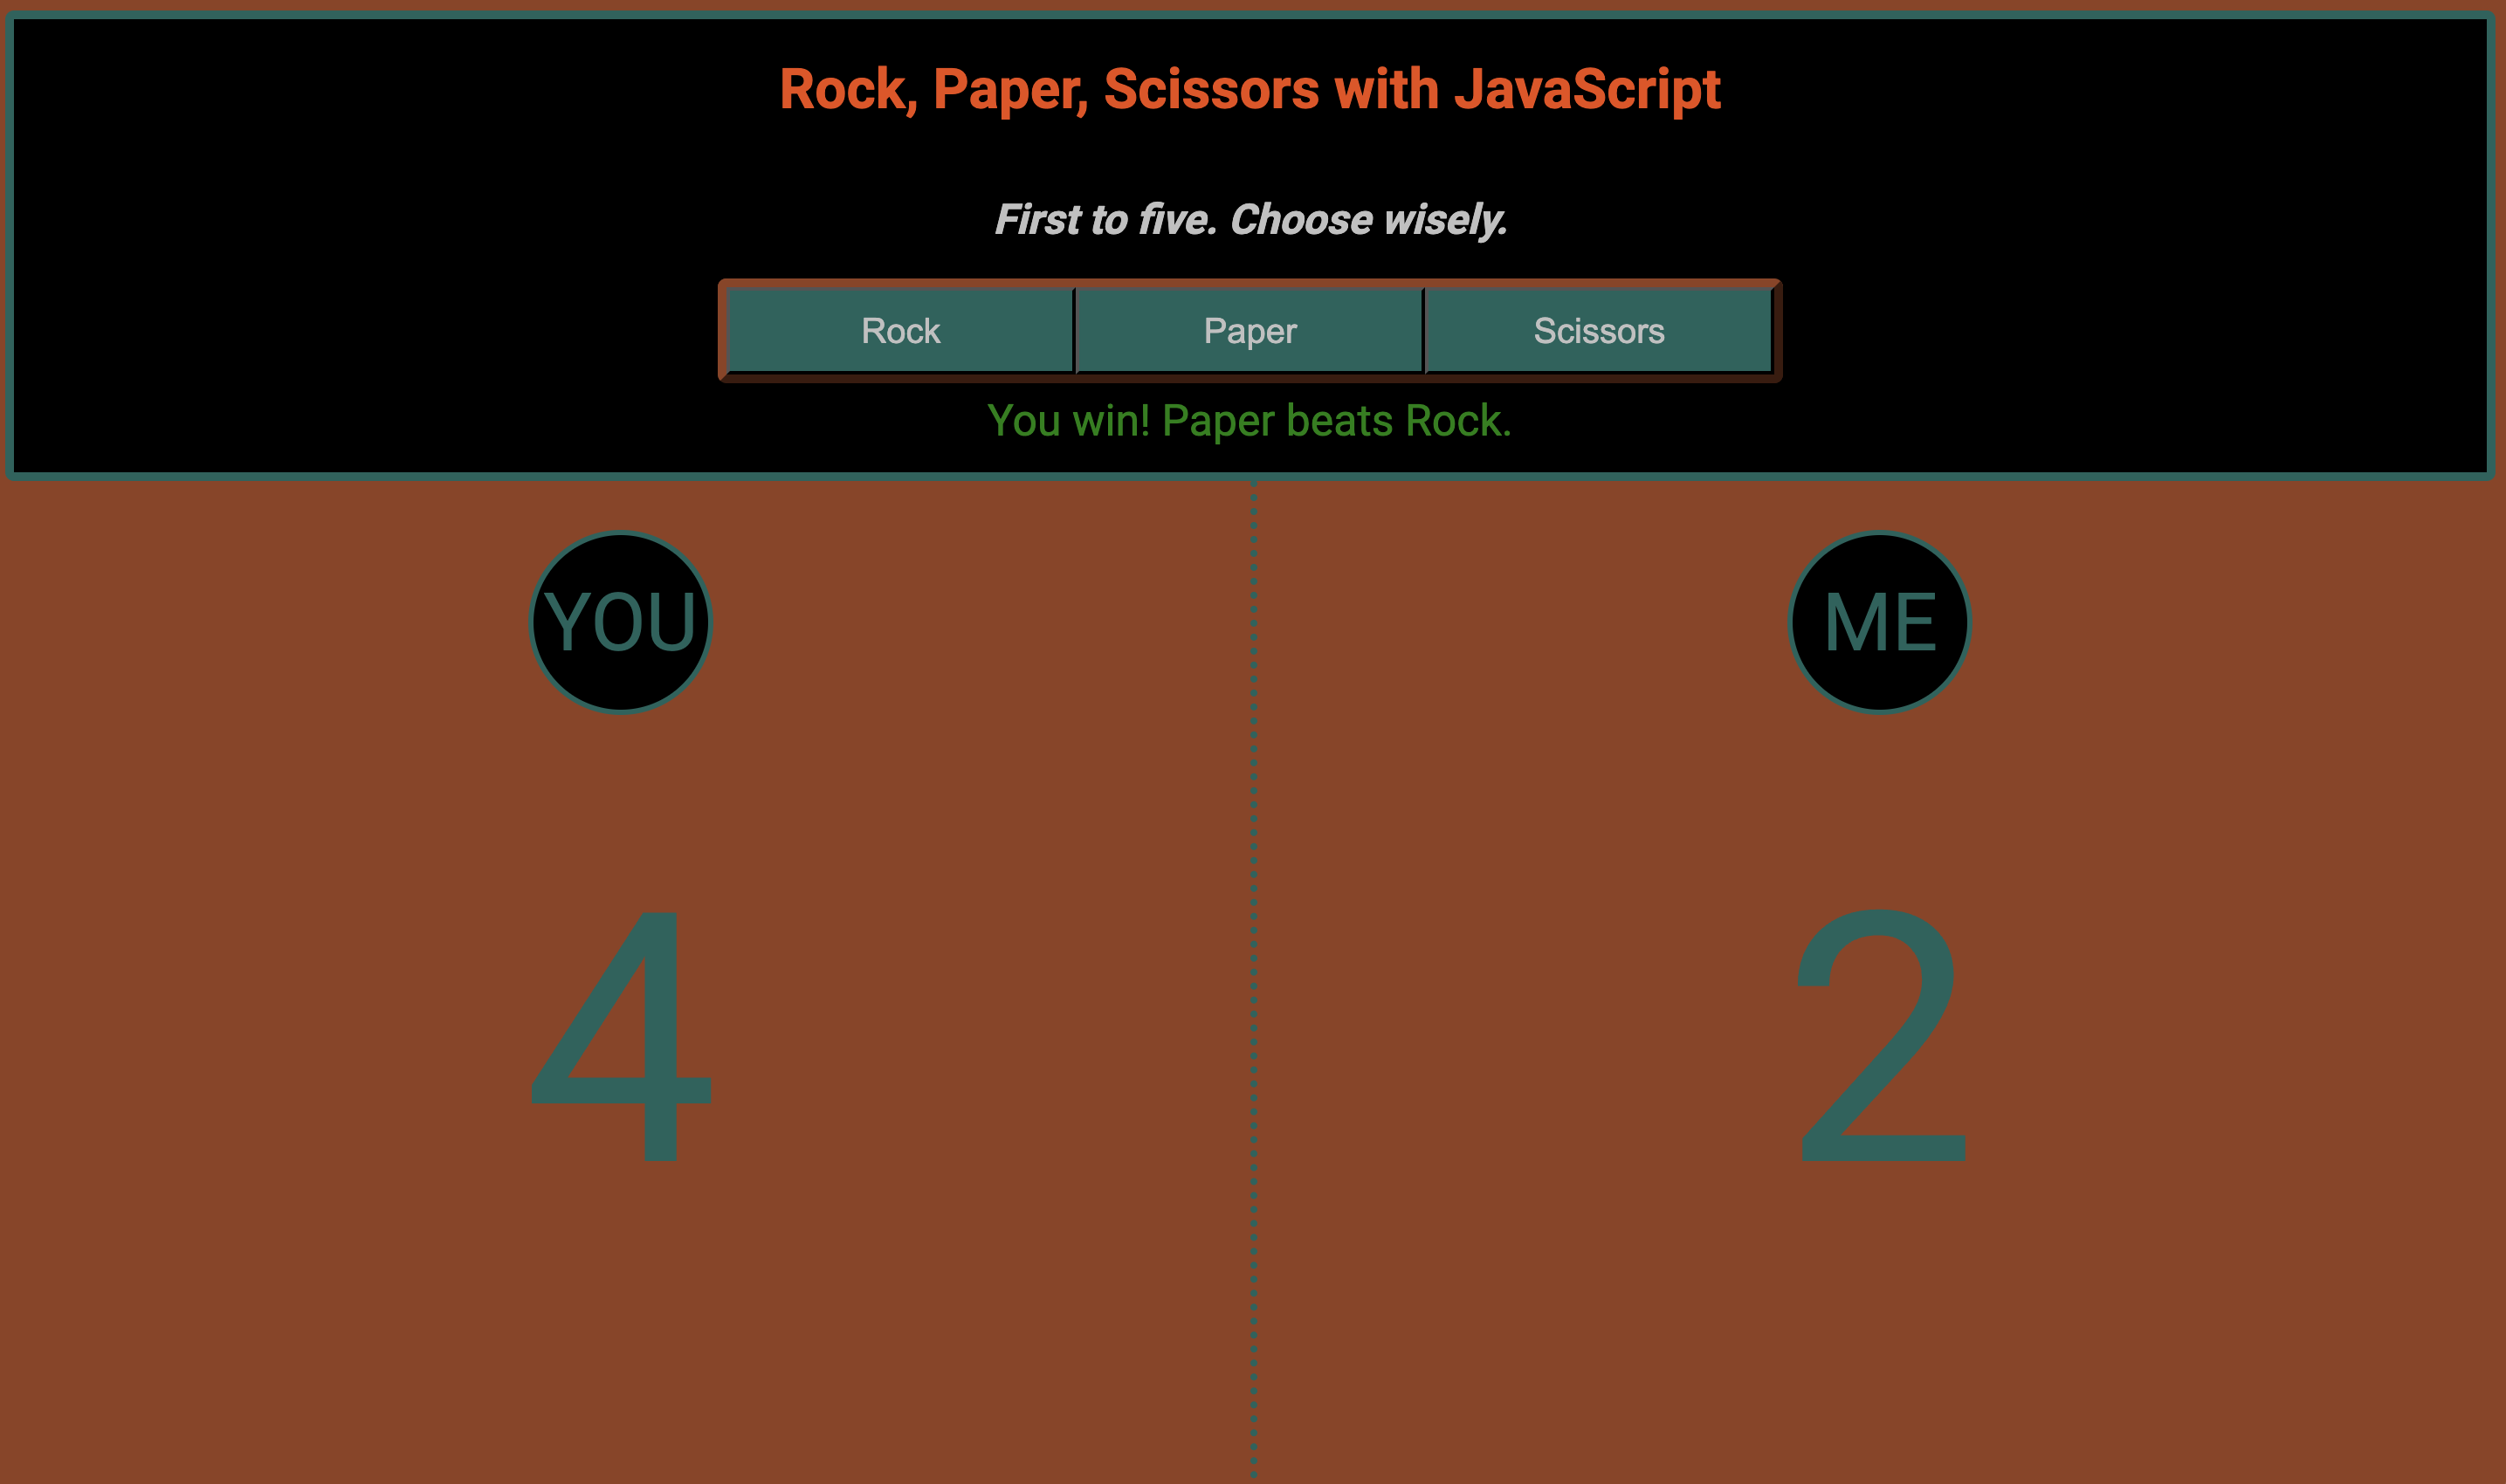 Rock, Paper, Scissors with JavaScript
First to five. Choose wisely.
Rock Paper Scissors
You win! Paper beats Rock.
YOU ME
4 2